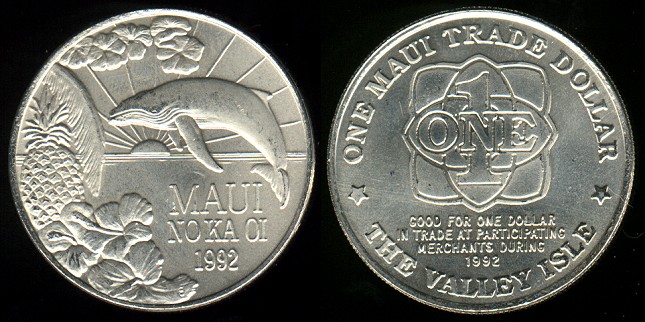 MAUI
NO KA OI
1992
ONE MAUI TRADE DOLLAR
1
ONE
GOOD FOR ONE DOLLAR
IN TRADE AT PARTICIPATING
MERCHANTS DURING
1992
THE VALLEY ISLE